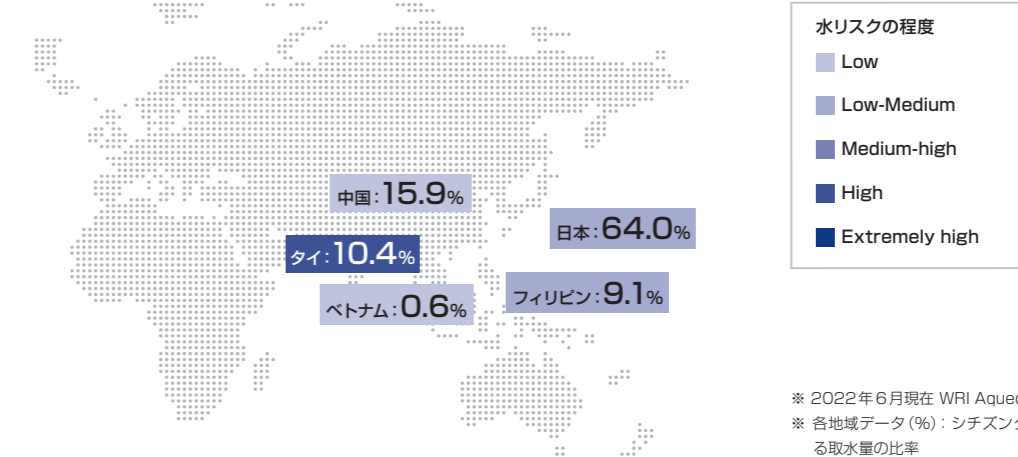 水リスクの程度
Low
Low-Medium
Medium-high
High
Extremely high
中国：15.9%
日本：64.0%
タイ：10.4%
フィリピン：9.1%
ベトナム：0.6%
※ 2022年6月現在 WRI
※ 各地域データ（%）：シチズン
る取水量の比率